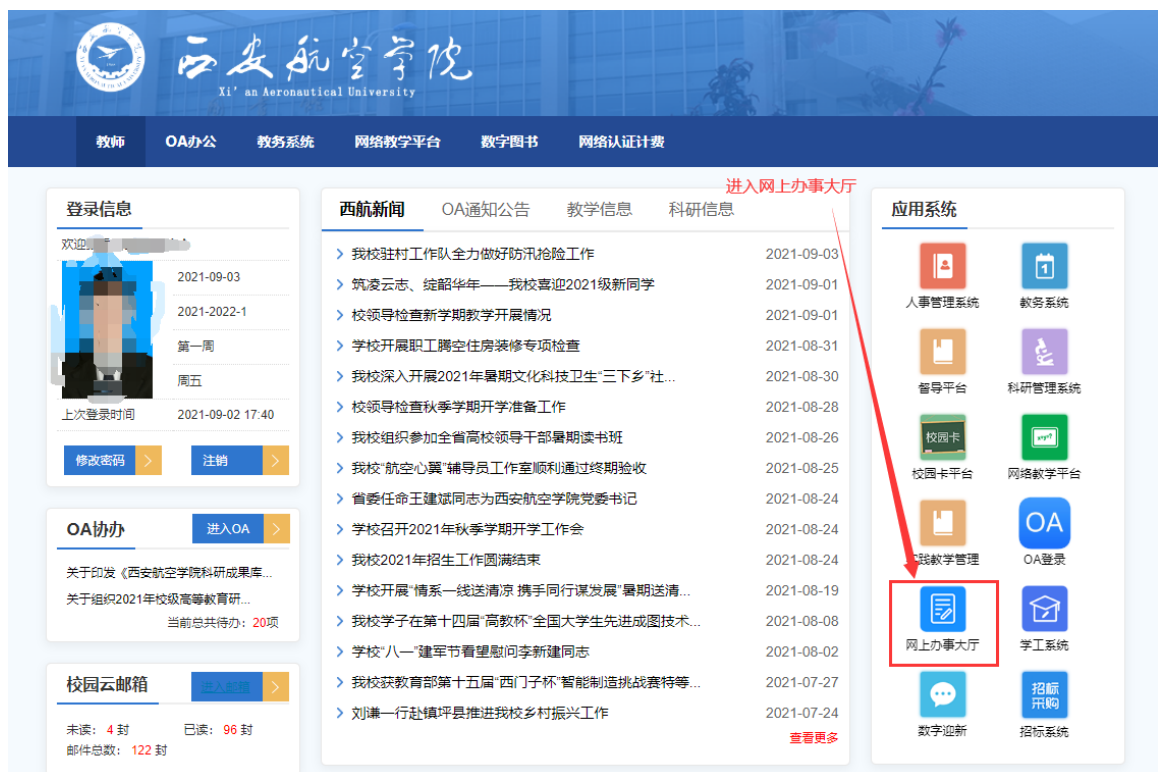 西安航空学院
Xi'an Aeronautical University
教师 OA办公 教务系统 网络教学平台 数字图书 网络认证计费
进入网上办事大厅
登录信息
欢迎
2021-09-03
2021-2022-1
第一周
周五
上次登录时间 2021-09-02 17:40
修改密码 > 注销 >
OA协办 进入OA >
关于印发《西安航空学院科研成果库...
关于组织2021年校级高等教育研...
当前总共待办：20项
校园云邮箱 进入邮箱 >
未读：4 封 已读：96 封
邮件总数：122 封
西航新闻 OA通知公告 教学信息 科研信息
> 我校驻村工作队全力做好防汛抢险工作 2021-09-03
> 筑凌云志、绽韶华年——我校喜迎2021级新同学 2021-09-01
> 校领导检查新学期教学开展情况 2021-09-01
> 学校开展职工腾空住房装修专项检查 2021-08-31
> 我校深入开展2021年暑期文化科技卫生“三下乡”社... 2021-08-30
> 校领导检查秋季学期开学准备工作 2021-08-28
> 我校组织参加全省高校领导干部暑期读书班 2021-08-26
> 我校“航空心翼”辅导员工作室顺利通过终期验收 2021-08-25
> 省委任命王建斌同志为西安航空学院党委书记 2021-08-24
> 学校召开2021年秋季学期开学工作会 2021-08-24
> 我校2021年招生工作圆满结束 2021-08-24
> 学校开展“情系一线送清凉 携手同行谋发展”暑期送清... 2021-08-19
> 我校学子在第十四届“高教杯”全国大学生先进成图技术... 2021-08-08
> 学校“八一”建军节看望慰问李新建同志 2021-08-02
> 我校获教育部第十五届“西门子杯”智能制造挑战赛特等... 2021-07-27
> 刘谦一行赴镇坪县推进我校乡村振兴工作 2021-07-24
查看更多
应用系统
人事管理系统 教务系统
督导平台 科研管理系统
校园卡
校园卡平台 网络教学平台
OA
践教学管理 OA登录
网上办事大厅 学工系统
招标
采购
数字迎新 招标系统